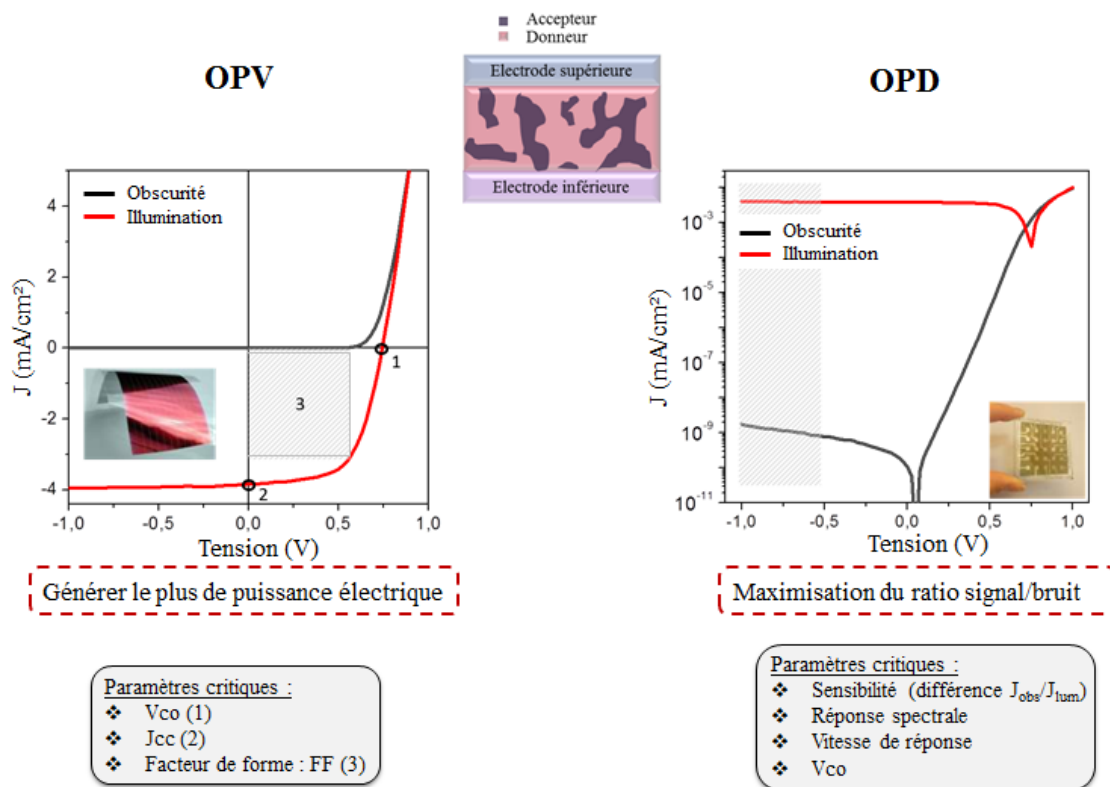 Accepteur
Donneur
OPV
Electrode supérieure
Electrode inférieure
OPD
Obscurité
Illumination
4
2
0
-2
-4
J (mA/cm²)
1
2
3
-1,0
-0,5
0,0
0,5
1,0
Tension (V)
Générer le plus de puissance électrique
Paramètres critiques :
❖ Vco (1)
❖ Jcc (2)
❖ Facteur de forme : FF (3)
Obscurité
Illumination
10⁻³
10⁻⁵
10⁻⁷
10⁻⁹
10⁻¹¹
J (mA/cm²)
-1,0
-0,5
0,0
0,5
1,0
Tension (V)
Maximisation du ratio signal/bruit
Paramètres critiques :
❖ Sensibilité (différence J_obs/J_lum)
❖ Réponse spectrale
❖ Vitesse de réponse
❖ Vco